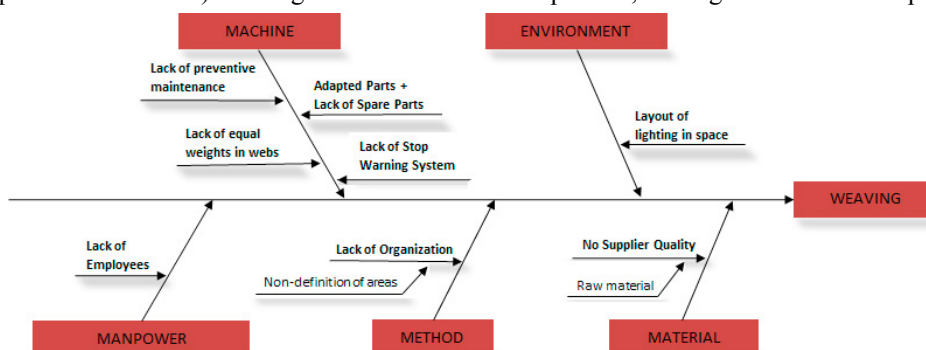 MACHINE
ENVIRONMENT
Lack of preventive
maintenance
Adapted Parts +
Lack of Spare Parts
Lack of equal
weights in webs
Lack of Stop
Warning System
Layout of
lighting in space
WEAVING
Lack of
Employees
Lack of Organization
Non-definition of areas
No Supplier Quality
Raw material
MANPOWER
METHOD
MATERIAL